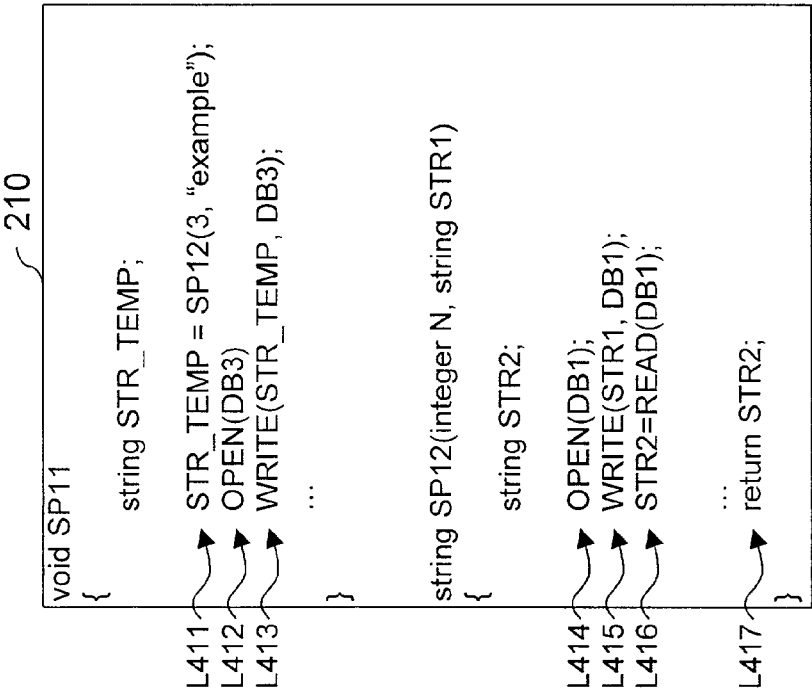 210
void SP11
{
string STR_TEMP;
L411 STR_TEMP = SP12(3, “example”);
L412 OPEN(DB3)
L413 WRITE(STR_TEMP, DB3);
...
}
string SP12(integer N, string STR1)
{
string STR2;
L414 OPEN(DB1);
L415 WRITE(STR1, DB1);
L416 STR2=READ(DB1);
...
L417 return STR2;
}